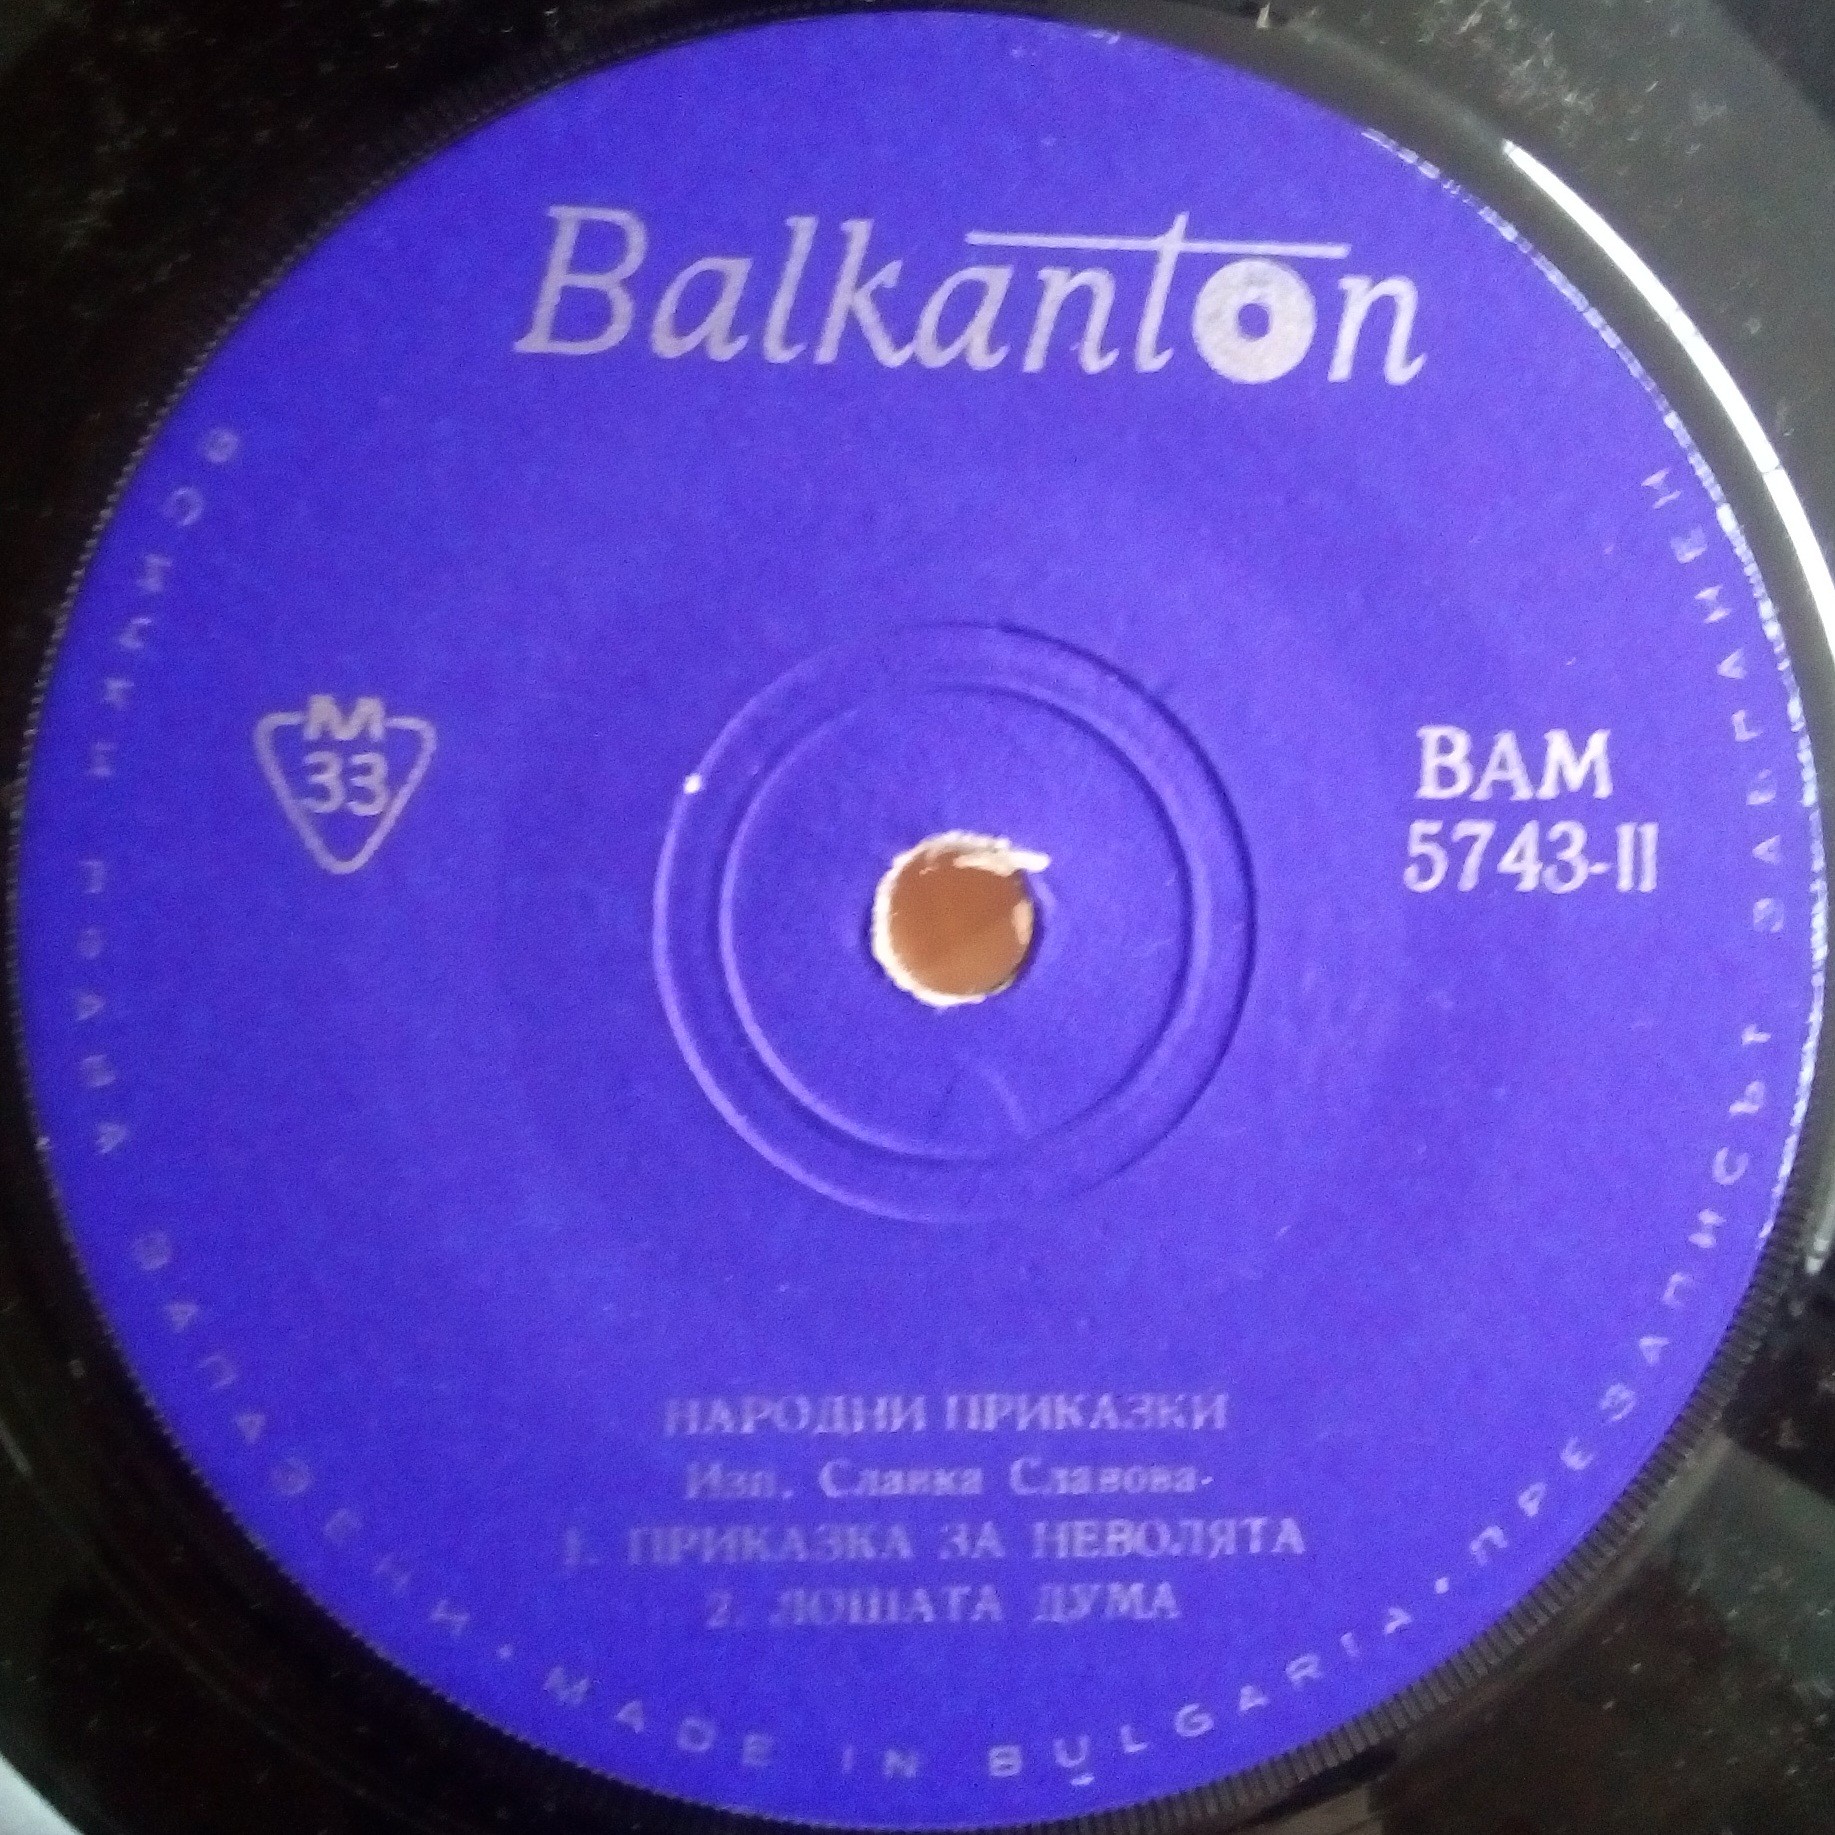 Balkanton
M
33
ВАМ
5743-II
НАРОДНИ ПРИКАЗКИ
Изп. Славка Славова-
1. ПРИКАЗКА ЗА НЕВОЛЯТА
2. ЛОШАТА ДУМА
ВСИЧКИ ПРАВА ЗАПАЗЕНИ • MADE IN BULGARIA • ПРЕЗАПИСЪТ ЗАБРАНЕН